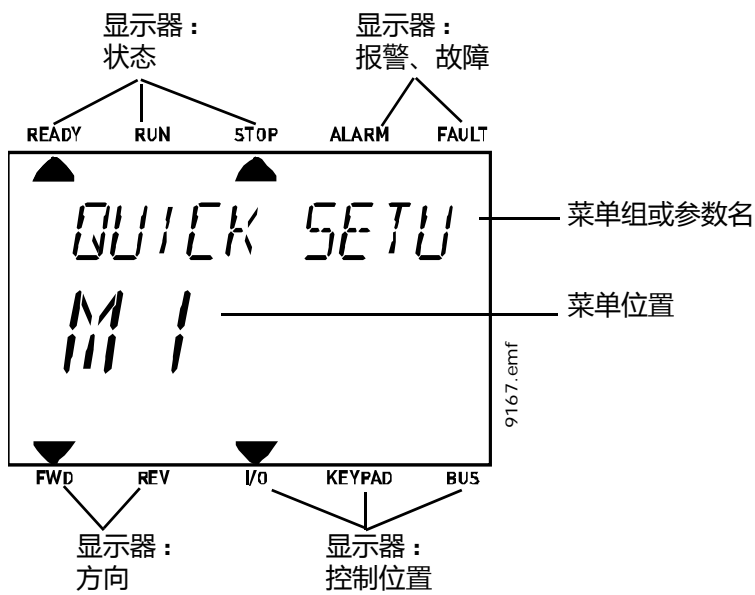 显示器： 显示器：
状态 报警、故障
READY RUN STOP ALARM FAULT
QUICK SETU
菜单组或参数名
M1
菜单位置
9167.emf
FWD REV I/O KEYPAD BUS
显示器： 显示器：
方向 控制位置